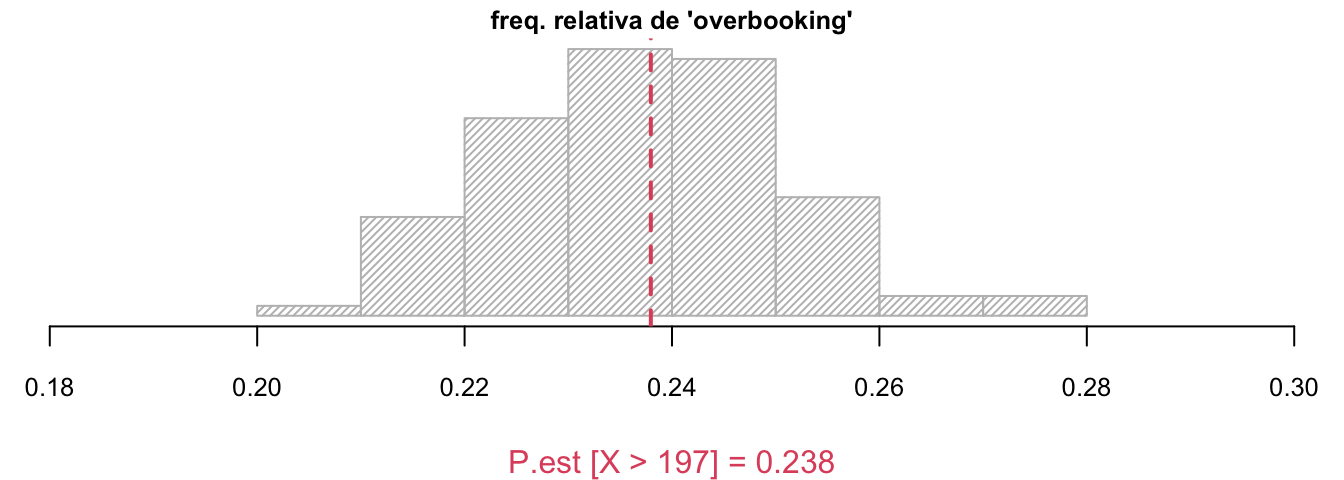 freq. relativa de 'overbooking'
0.18 0.20 0.22 0.24 0.26 0.28 0.30
P.est [X > 197] = 0.238